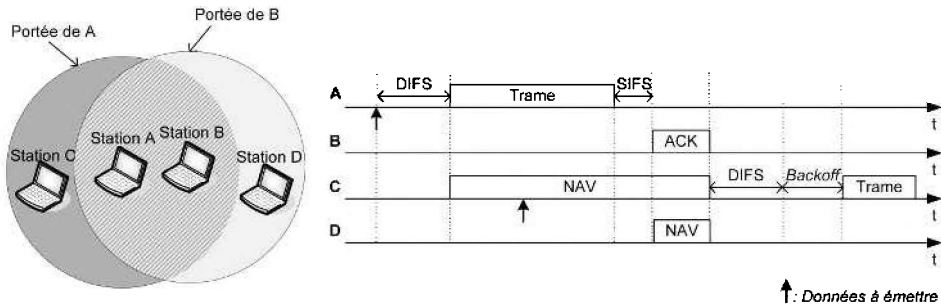 Portée de A
Portée de B
Station C
Station A
Station B
Station D
A
DIFS
Trame
SIFS
t
B
ACK
t
C
NAV
DIFS
Backoff
Trame
t
D
NAV
t
: Données à émettre